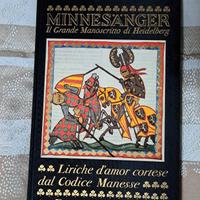 MINNESÄNGER
Il Grande Manoscritto di Heidelberg
Liriche d'amor cortese
dal Codice Manesse